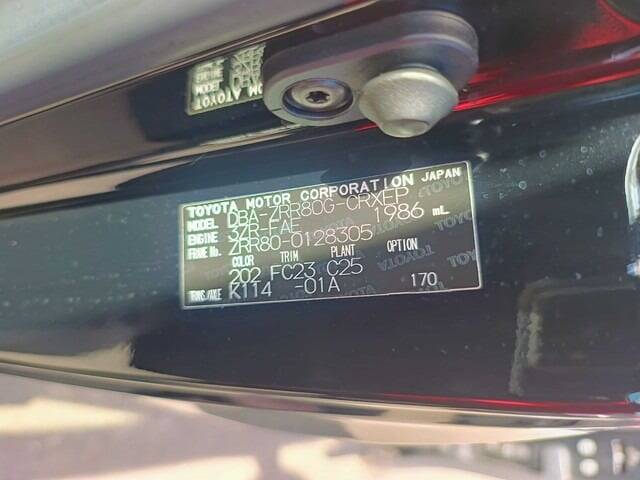 TOYOTA MOTOR CORPORATION JAPAN
MODEL DBA-ZRR80G-CRXEP
ENGINE 3ZR-FAE 1986 mL
FRAME No. ZRR80-0128305
COLOR TRIM PLANT OPTION
202 FC23 C25
TRANS/AXLE K114 -01A 170